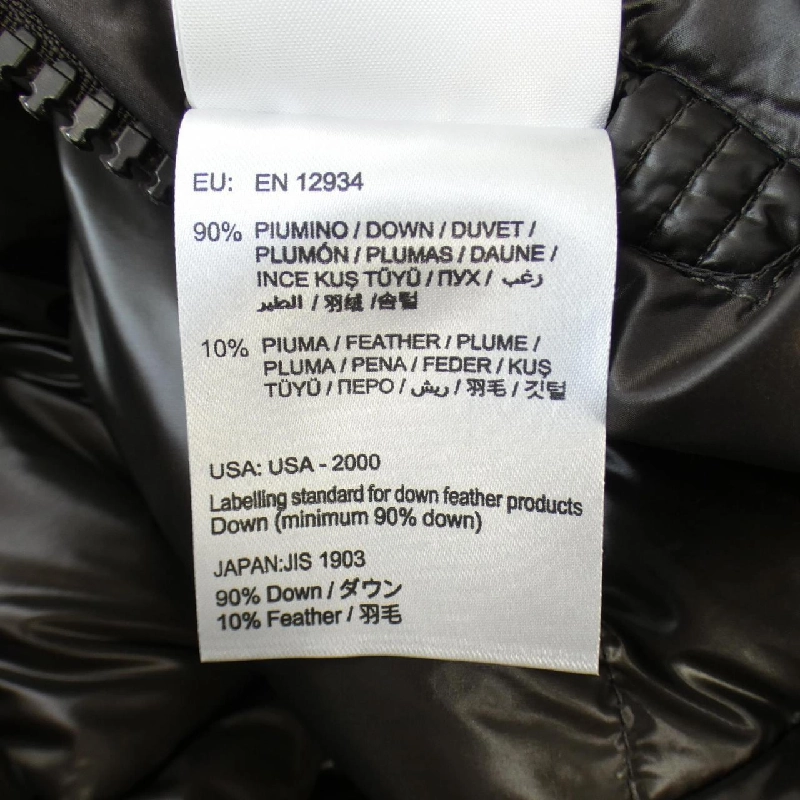 EU: EN 12934
90% PIUMINO / DOWN / DUVET /
PLUMÓN / PLUMAS / DAUNE /
INCE KUŞ TÜYÜ / ПУХ / رغب
الطير / 羽绒 /솜털
10% PIUMA / FEATHER / PLUME /
PLUMA / PENA / FEDER / KUŞ
TÜYÜ / ПЕРО / ريش / 羽毛 / 깃털
USA: USA - 2000
Labelling standard for down feather products
Down (minimum 90% down)
JAPAN:JIS 1903
90% Down / ダウン
10% Feather / 羽毛